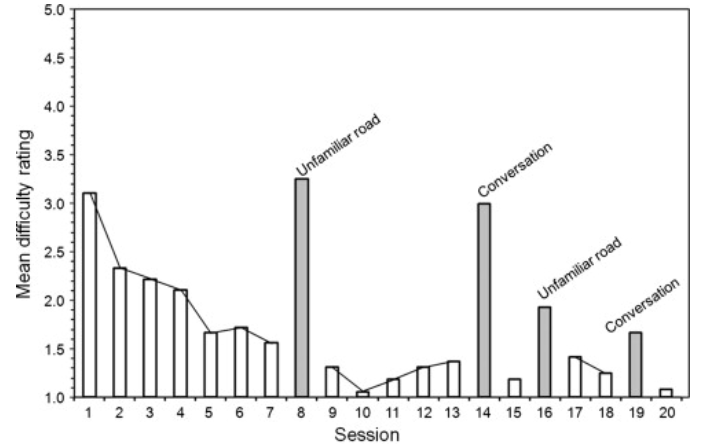 5.0
4.5
4.0
3.5
3.0
2.5
2.0
1.5
1.0
Mean difficulty rating
Unfamiliar road
Conversation
Unfamiliar road
Conversation
1 2 3 4 5 6 7 8 9 10 11 12 13 14 15 16 17 18 19 20
Session